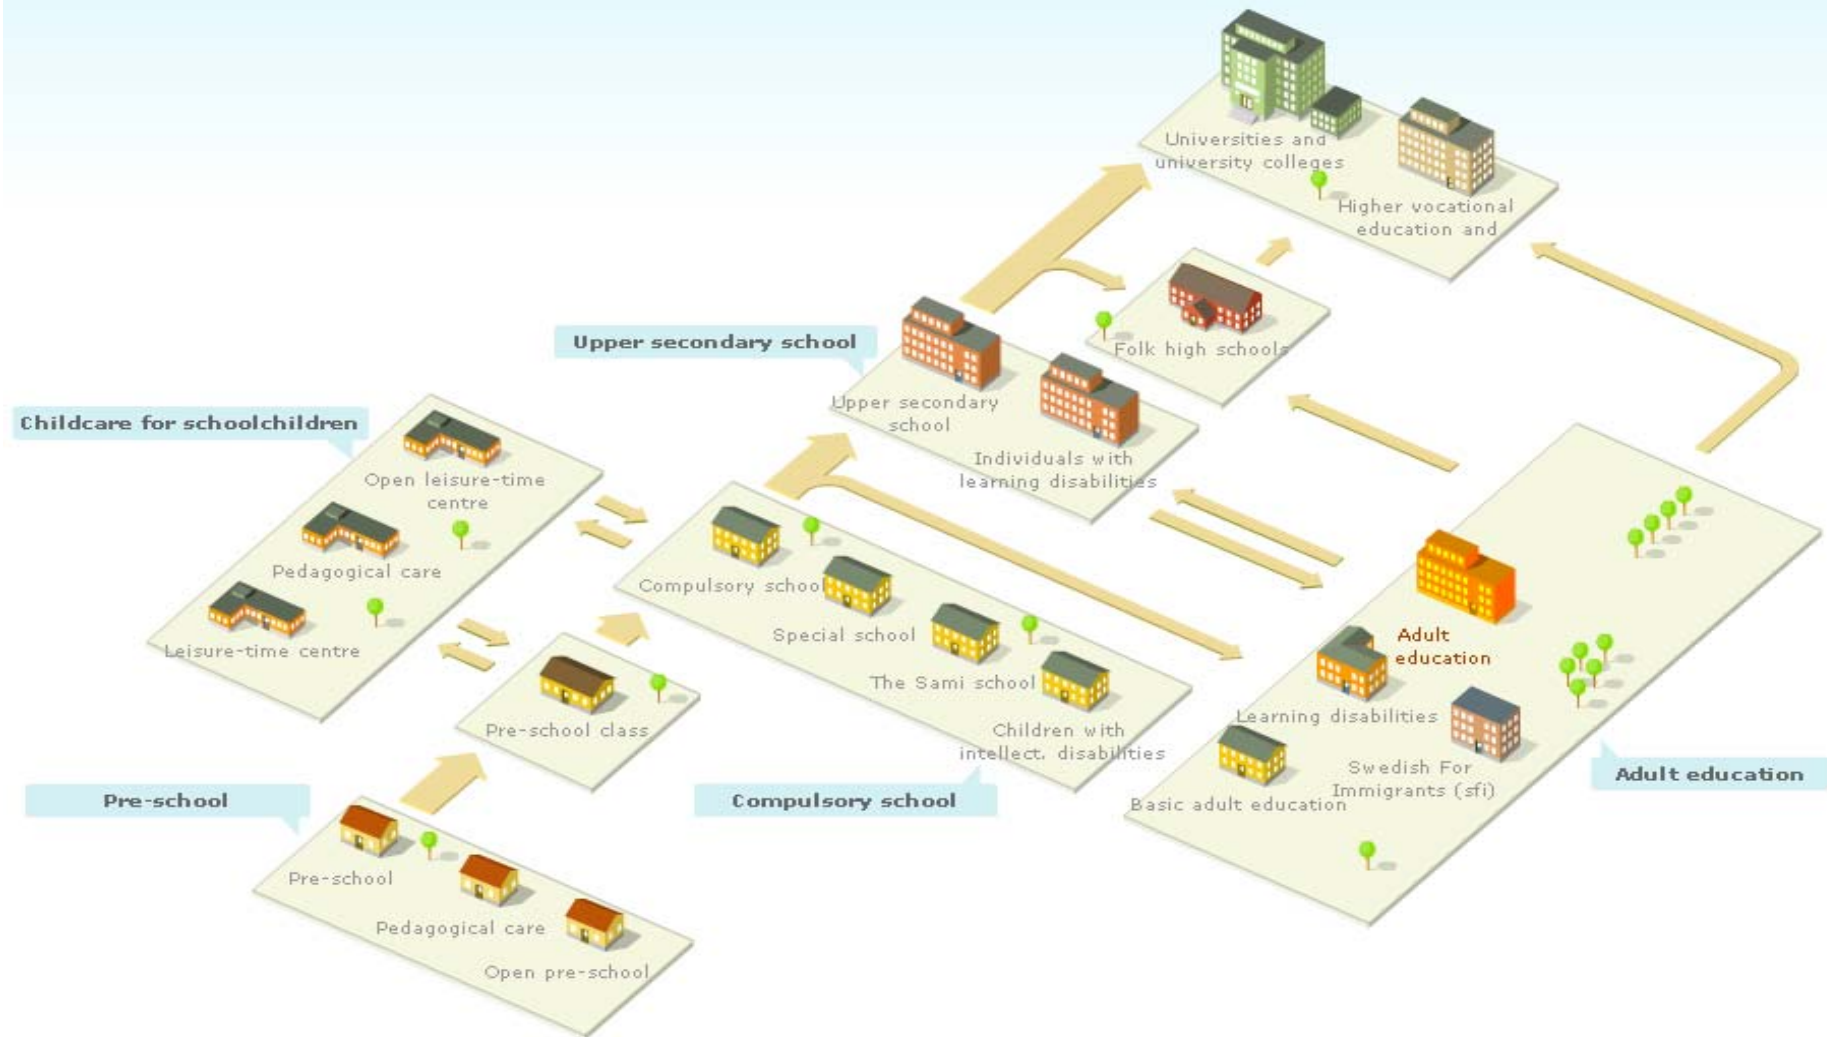 Universities and
university colleges
Higher vocational
education and
Folk high schools
Upper secondary school
Upper secondary
school
Individuals with
learning disabilities
Childcare for schoolchildren
Open leisure-time
centre
Pedagogical care
Leisure-time centre
Compulsory school
Special school
The Sami school
Children with
intellect. disabilities
Compulsory school
Pre-school class
Pre-school
Pre-school
Pedagogical care
Open pre-school
Adult
education
Learning disabilities
Swedish For
Immigrants (sfi)
Basic adult education
Adult education